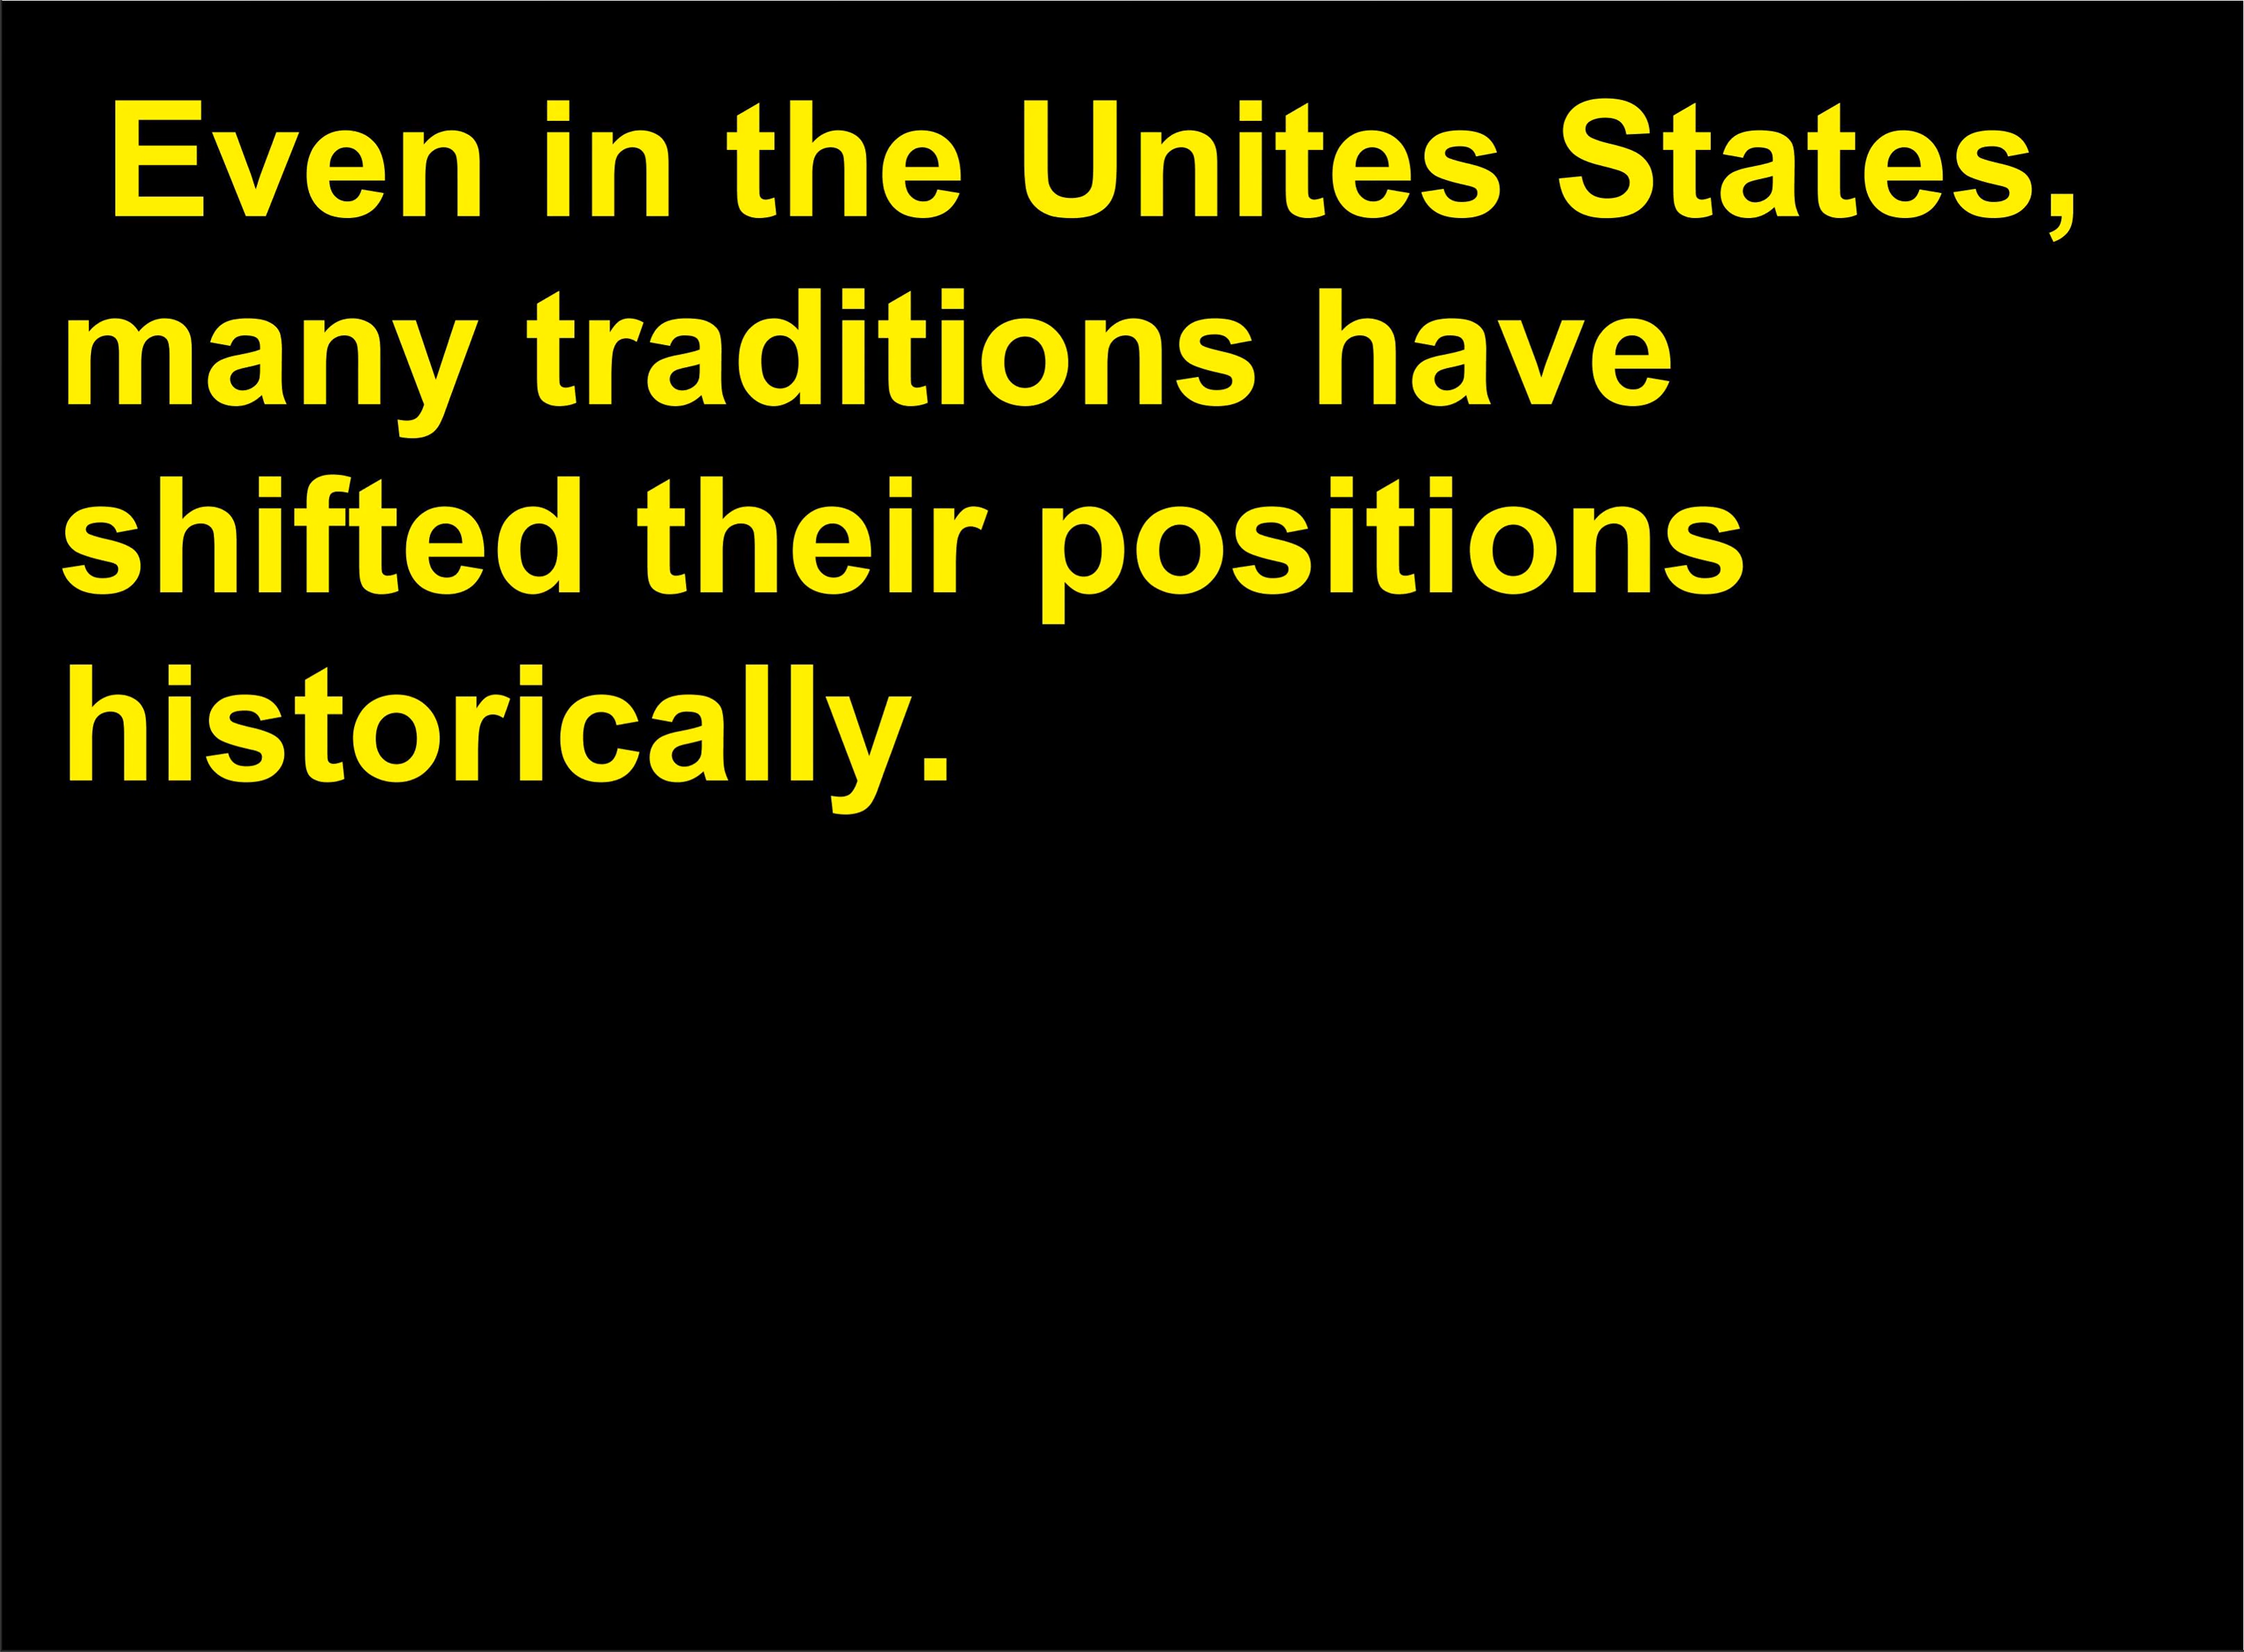 Even in the Unites States,
many traditions have
shifted their positions
historically.